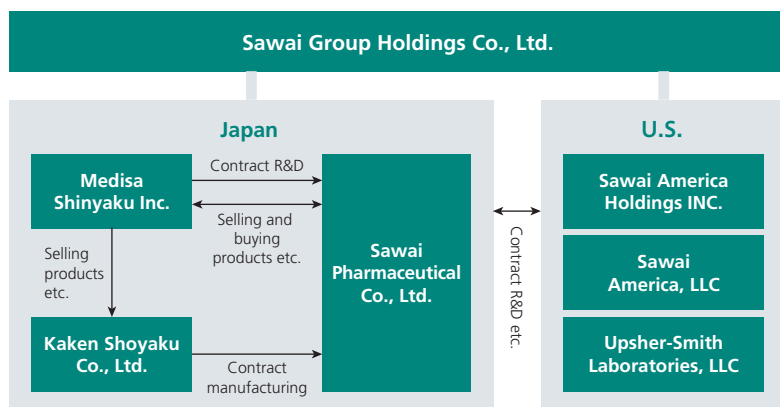 Sawai Group Holdings Co., Ltd.
Japan
Medisa
Shinyaku Inc.
Contract R&D
Selling and
buying
products etc.
Selling
products
etc.
Sawai
Pharmaceutical
Co., Ltd.
Kaken Shoyaku
Co., Ltd.
Contract
manufacturing
Contract R&D etc.
U.S.
Sawai America
Holdings INC.
Sawai
America, LLC
Upsher-Smith
Laboratories, LLC